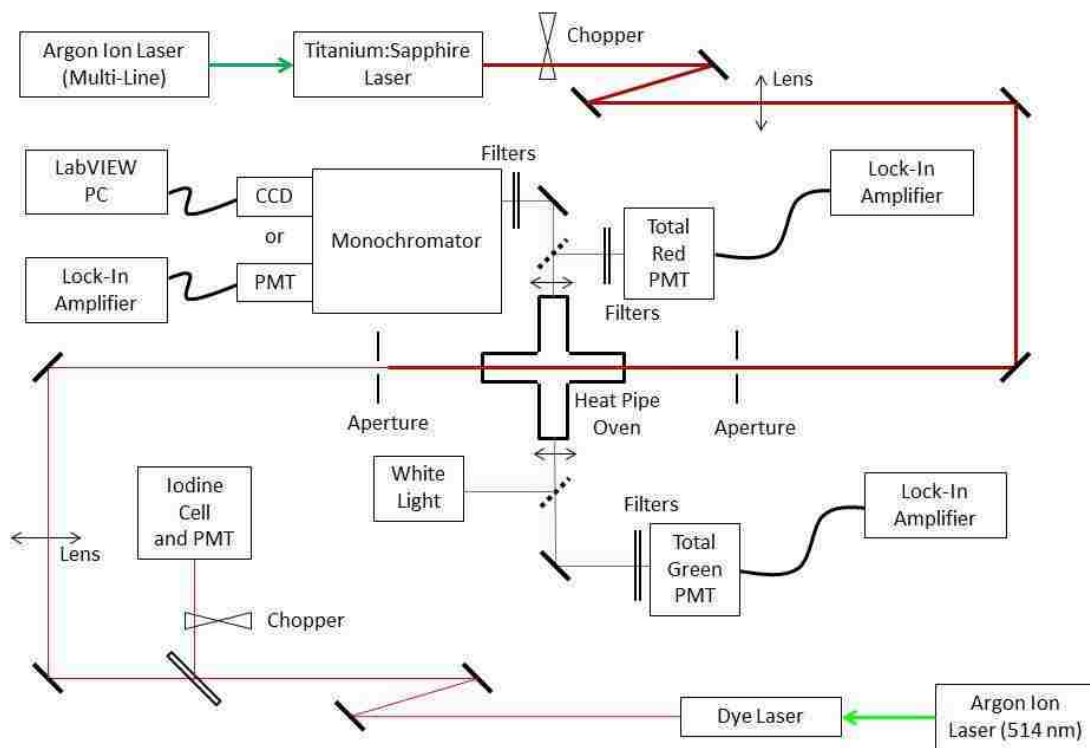 Argon Ion Laser
(Multi-Line)
Titanium:Sapphire
Laser
Chopper
Lens
LabVIEW
PC
CCD
or
Lock-In
Amplifier
PMT
Monochromator
Filters
Total
Red
PMT
Filters
Lock-In
Amplifier
Aperture
Heat Pipe
Oven
Aperture
White
Light
Iodine
Cell
and PMT
Lens
Chopper
Filters
Total
Green
PMT
Lock-In
Amplifier
Dye Laser
Argon Ion
Laser (514 nm)